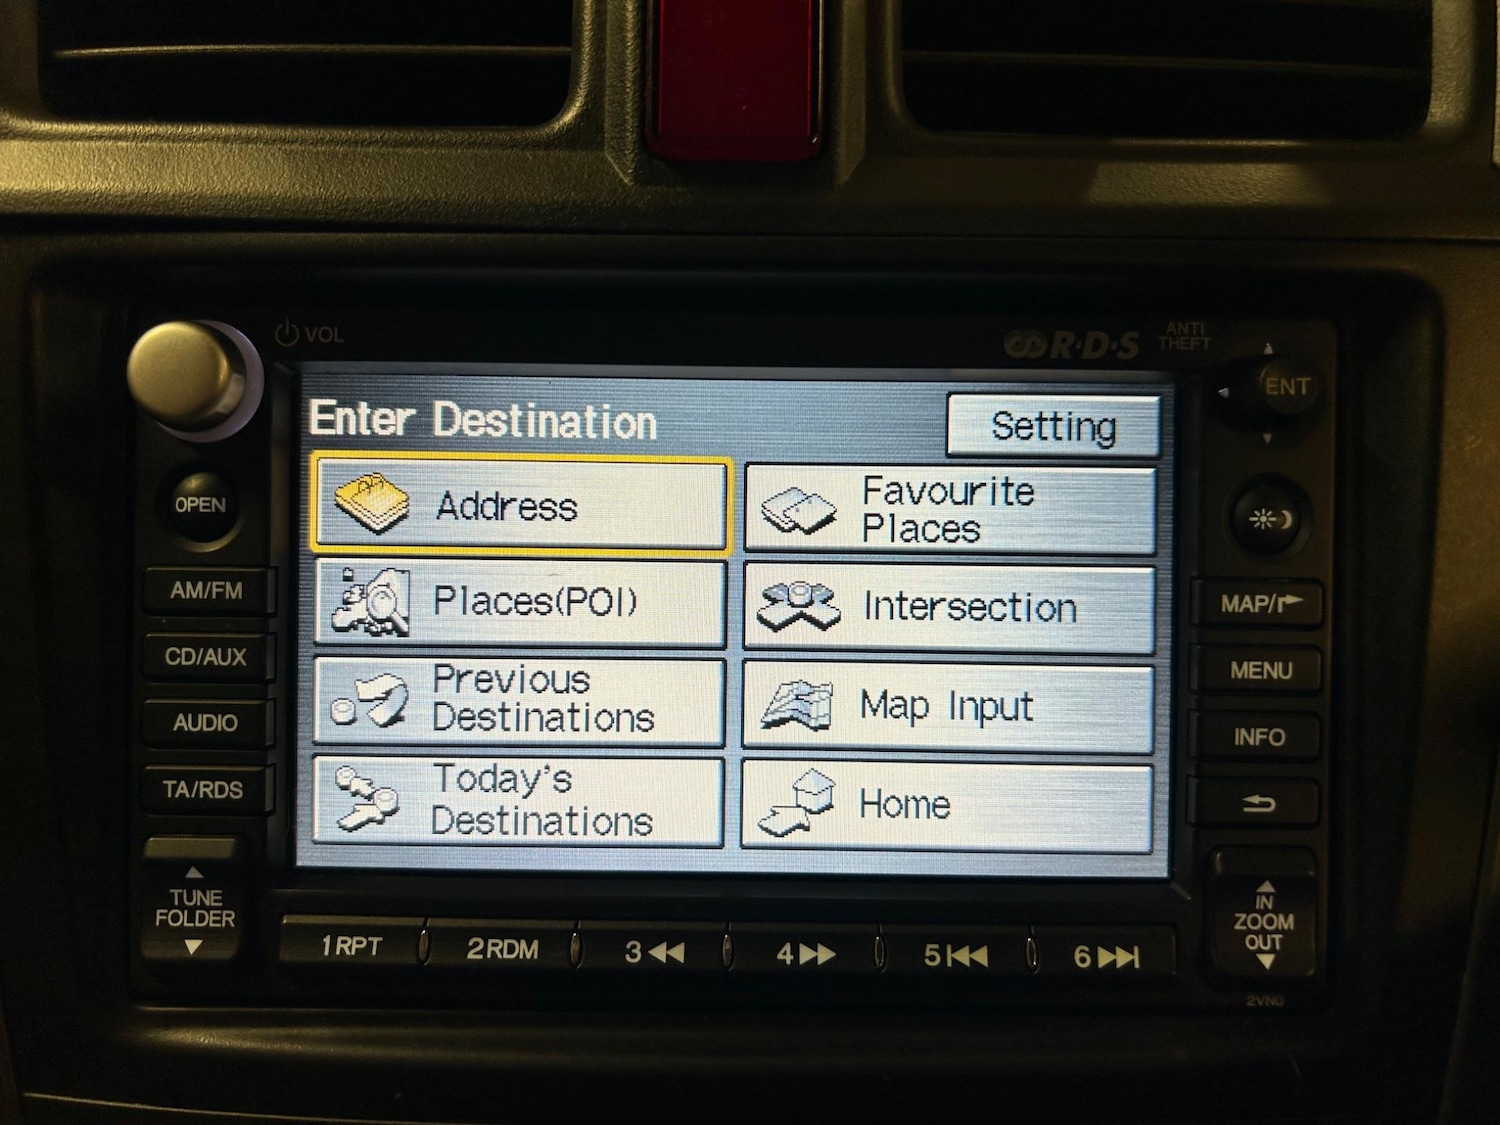 VOL
R·D·S
ANTI
THEFT
ENT
Enter Destination
Setting
OPEN
Address
Favourite
Places
AM/FM
Places(POI)
Intersection
MAP/
CD/AUX
Previous
Destinations
Map Input
MENU
AUDIO
INFO
TA/RDS
Today's
Destinations
Home
TUNE
FOLDER
IN
ZOOM
OUT
1RPT
2RDM
3
4
5
6
2VN0